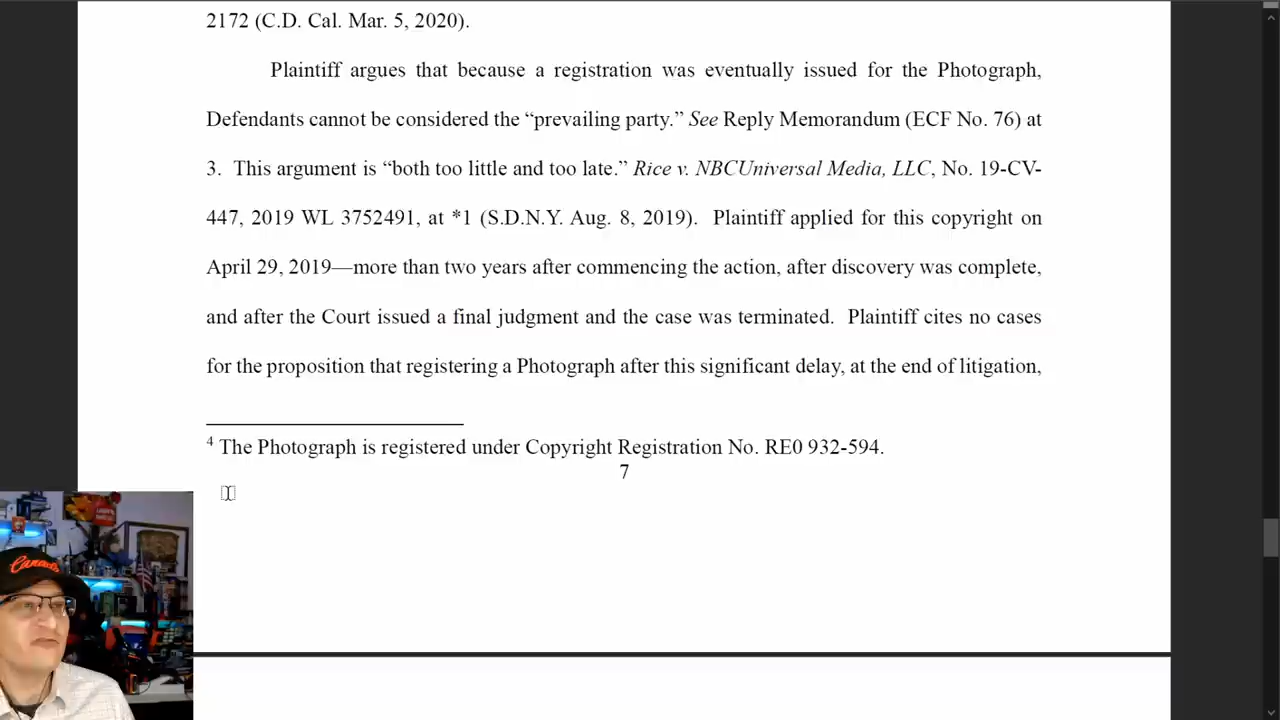 2172 (C.D. Cal. Mar. 5, 2020).
Plaintiff argues that because a registration was eventually issued for the Photograph,
Defendants cannot be considered the “prevailing party.” See Reply Memorandum (ECF No. 76) at
3. This argument is “both too little and too late.” Rice v. NBCUniversal Media, LLC, No. 19-CV-
447, 2019 WL 3752491, at *1 (S.D.N.Y. Aug. 8, 2019). Plaintiff applied for this copyright on
April 29, 2019—more than two years after commencing the action, after discovery was complete,
and after the Court issued a final judgment and the case was terminated. Plaintiff cites no cases
for the proposition that registering a Photograph after this significant delay, at the end of litigation,
4 The Photograph is registered under Copyright Registration No. RE0 932-594.
7
Canada